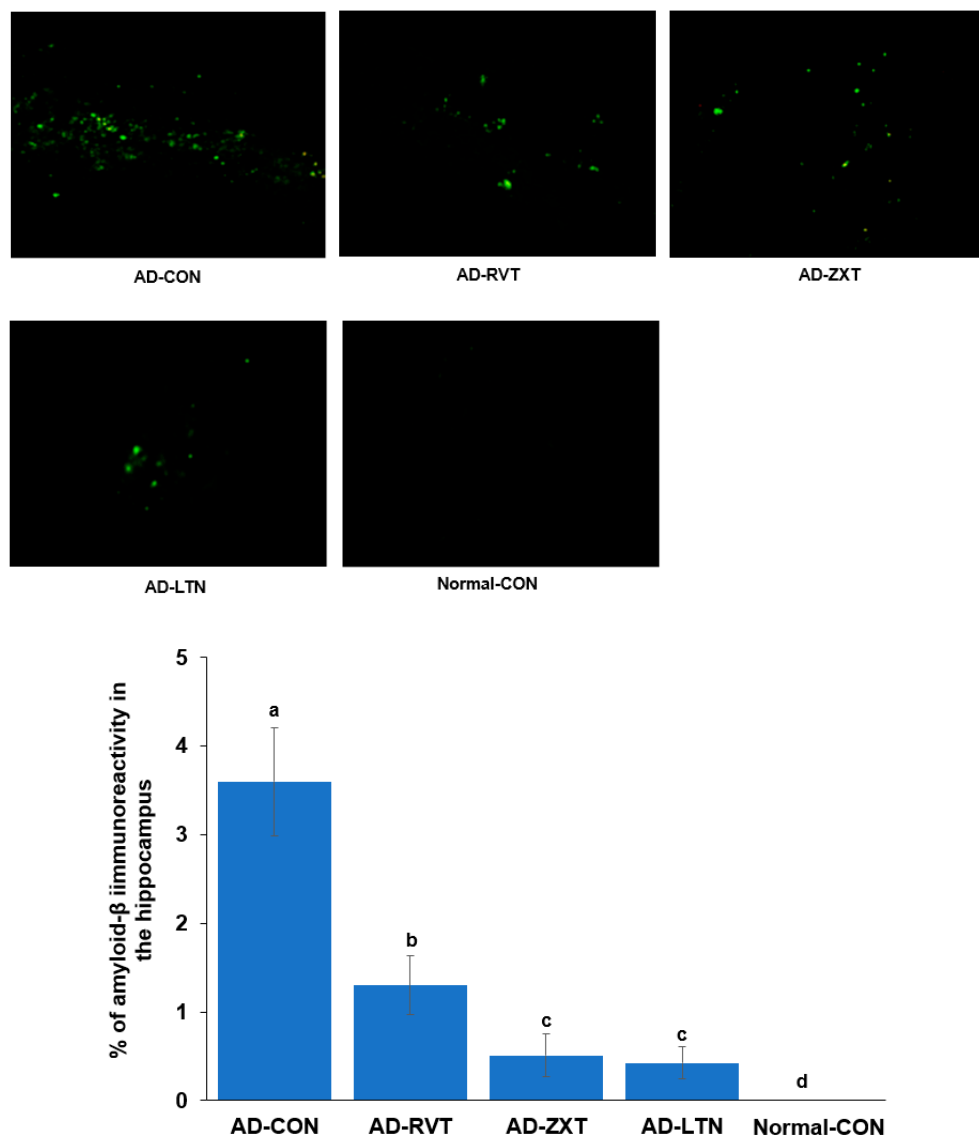 AD-CON
AD-RVT
AD-ZXT
AD-LTN
Normal-CON
% of amyloid-β iimmunoreactivity in
the hippocampus
5
4
3
2
1
0
a
b
c
c
d
AD-CON
AD-RVT
AD-ZXT
AD-LTN
Normal-CON